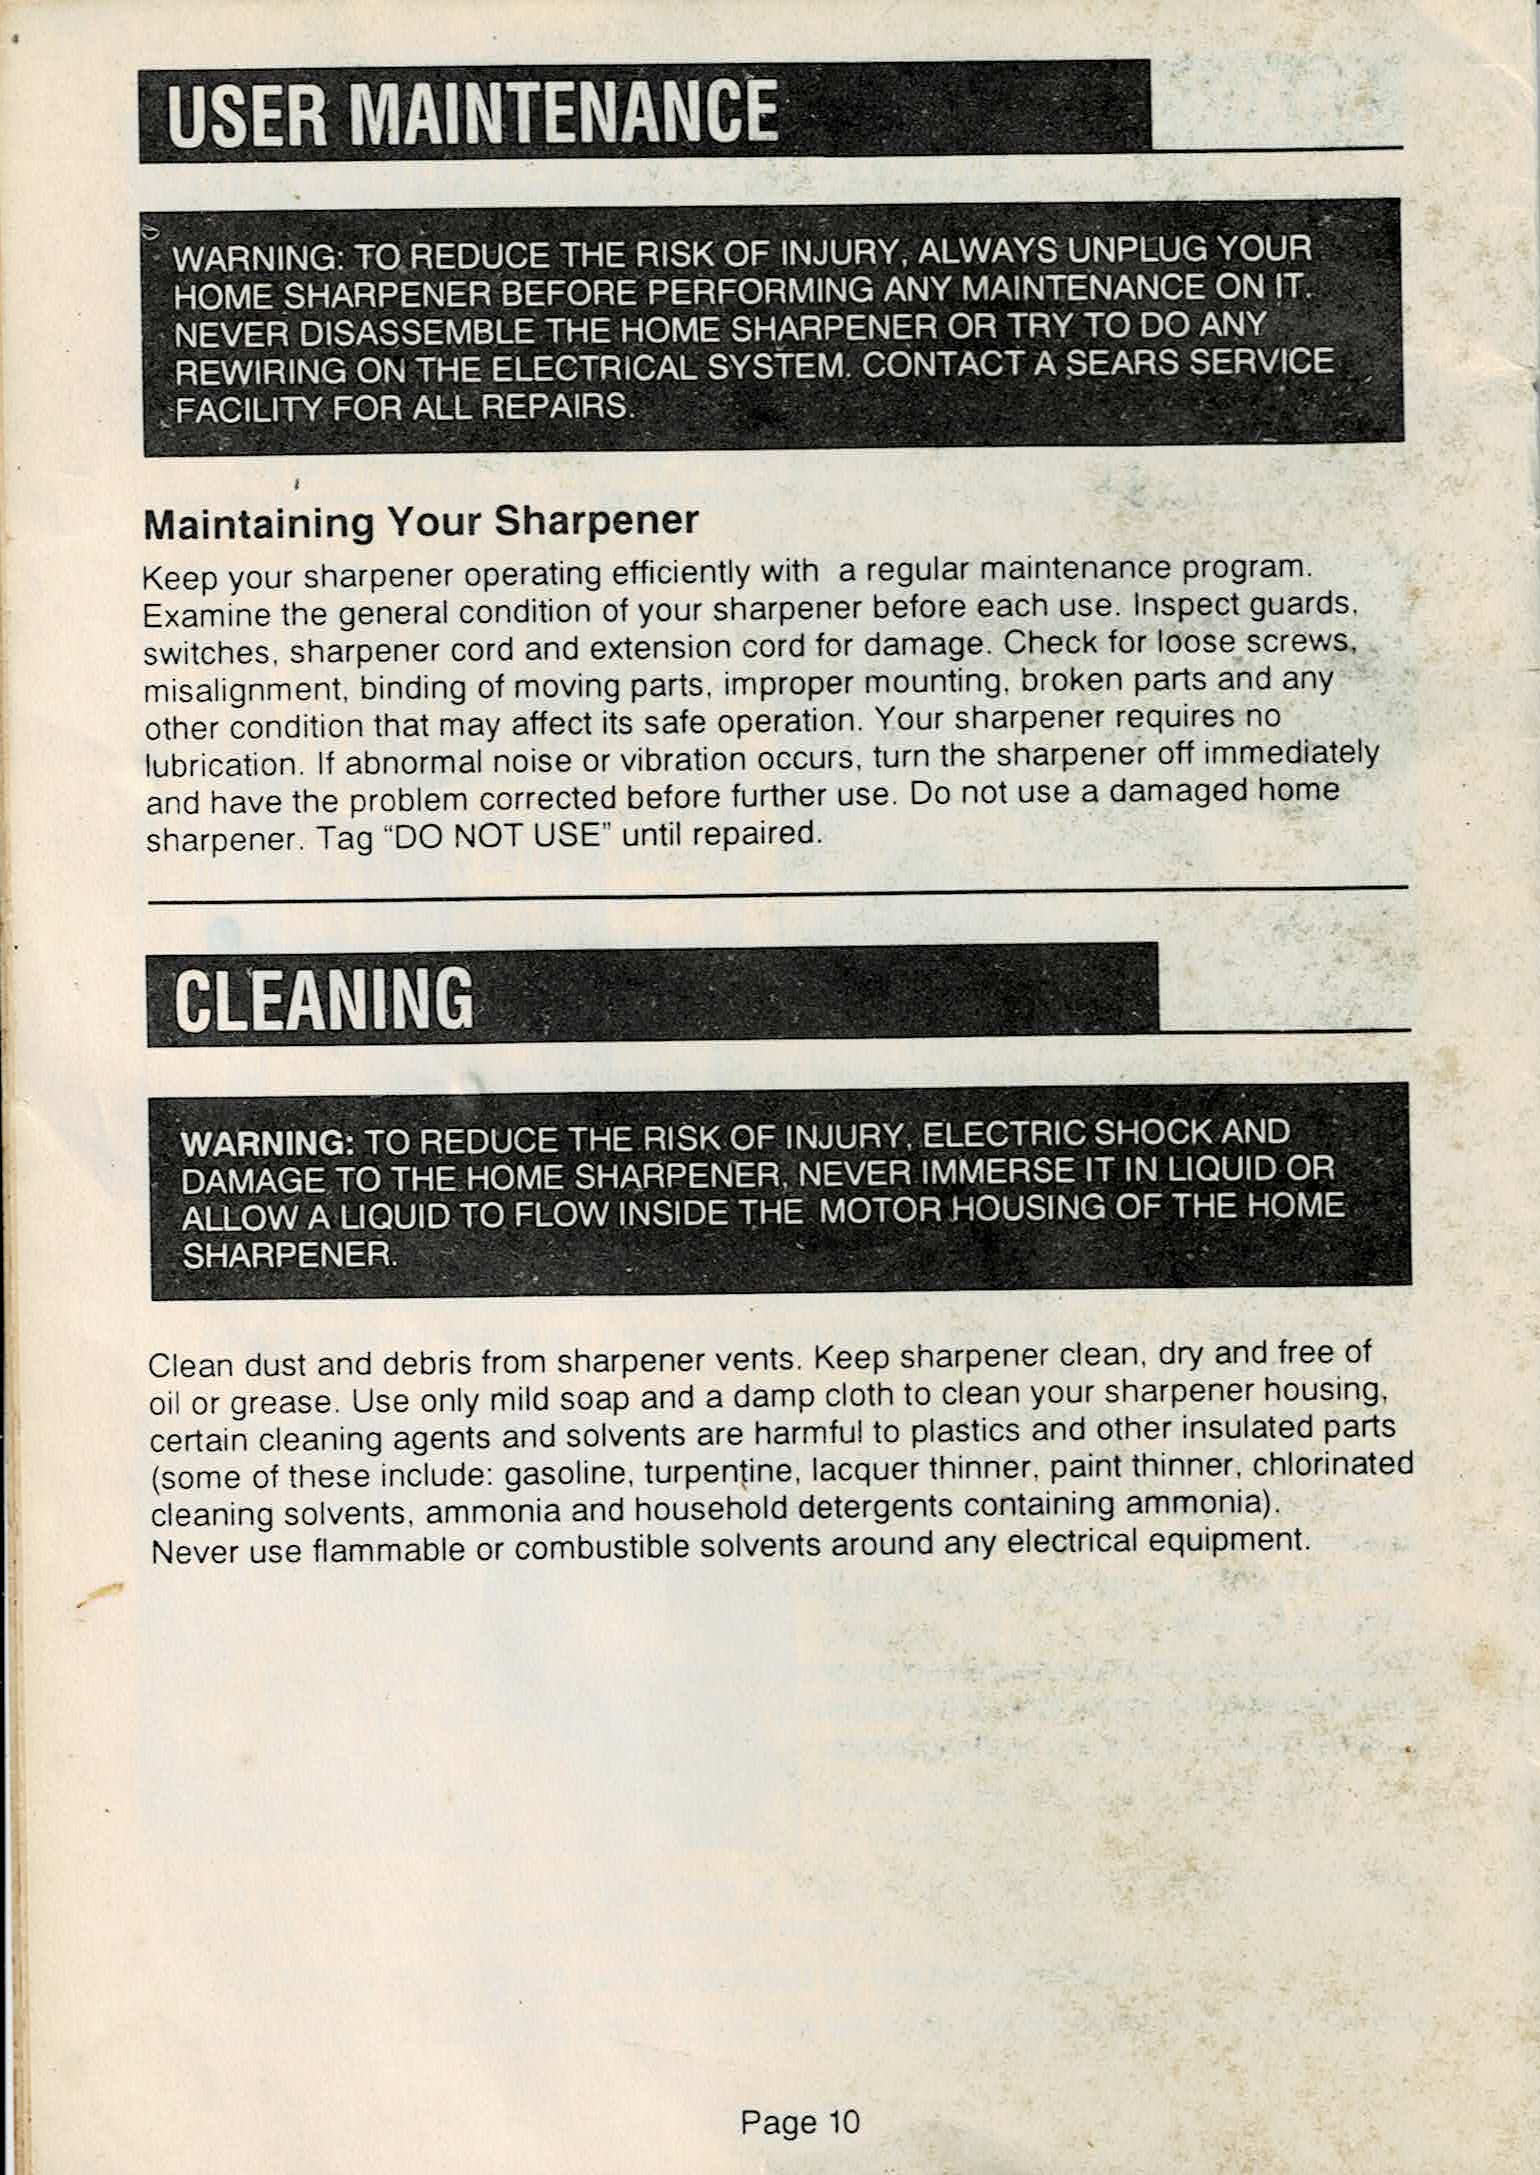 USER MAINTENANCE
WARNING: TO REDUCE THE RISK OF INJURY, ALWAYS UNPLUG YOUR
HOME SHARPENER BEFORE PERFORMING ANY MAINTENANCE ON IT.
NEVER DISASSEMBLE THE HOME SHARPENER OR TRY TO DO ANY
REWIRING ON THE ELECTRICAL SYSTEM. CONTACT A SEARS SERVICE
FACILITY FOR ALL REPAIRS.
Maintaining Your Sharpener
Keep your sharpener operating efficiently with a regular maintenance program.
Examine the general condition of your sharpener before each use. Inspect guards,
switches, sharpener cord and extension cord for damage. Check for loose screws,
misalignment, binding of moving parts, improper mounting, broken parts and any
other condition that may affect its safe operation. Your sharpener requires no
lubrication. If abnormal noise or vibration occurs, turn the sharpener off immediately
and have the problem corrected before further use. Do not use a damaged home
sharpener. Tag “DO NOT USE” until repaired.
CLEANING
WARNING: TO REDUCE THE RISK OF INJURY, ELECTRIC SHOCK AND
DAMAGE TO THE HOME SHARPENER, NEVER IMMERSE IT IN LIQUID OR
ALLOW A LIQUID TO FLOW INSIDE THE MOTOR HOUSING OF THE HOME
SHARPENER.
Clean dust and debris from sharpener vents. Keep sharpener clean, dry and free of
oil or grease. Use only mild soap and a damp cloth to clean your sharpener housing,
certain cleaning agents and solvents are harmful to plastics and other insulated parts
(some of these include: gasoline, turpentine, lacquer thinner, paint thinner, chlorinated
cleaning solvents, ammonia and household detergents containing ammonia).
Never use flammable or combustible solvents around any electrical equipment.
Page 10